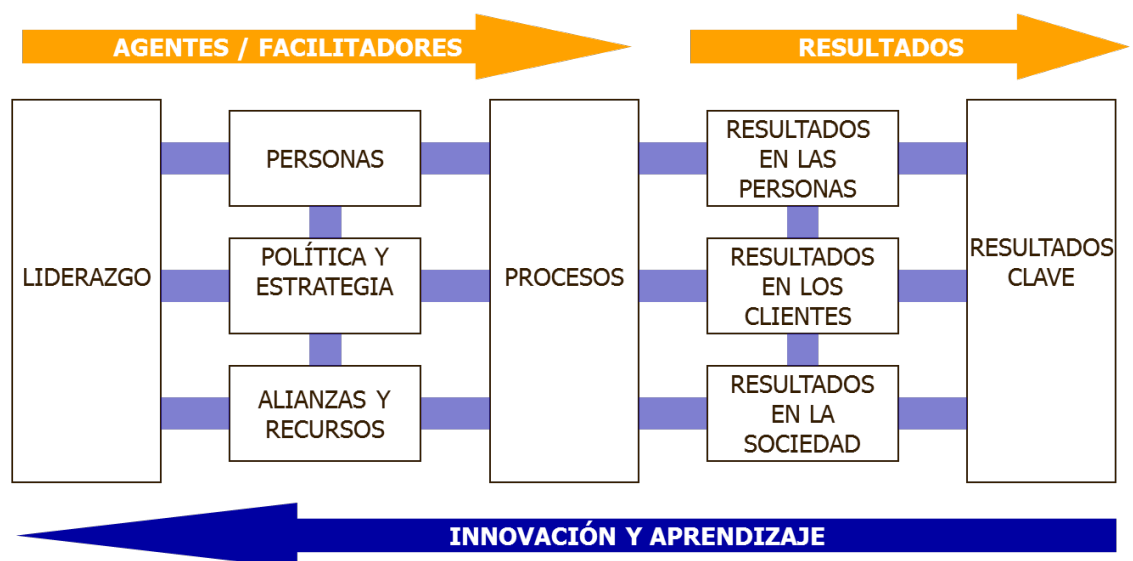 AGENTES / FACILITADORES
RESULTADOS
LIDERAZGO
PERSONAS
POLÍTICA Y
ESTRATEGIA
ALIANZAS Y
RECURSOS
PROCESOS
RESULTADOS
EN LAS
PERSONAS
RESULTADOS
EN LOS
CLIENTES
RESULTADOS
EN LA
SOCIEDAD
RESULTADOS
CLAVE
INNOVACIÓN Y APRENDIZAJE